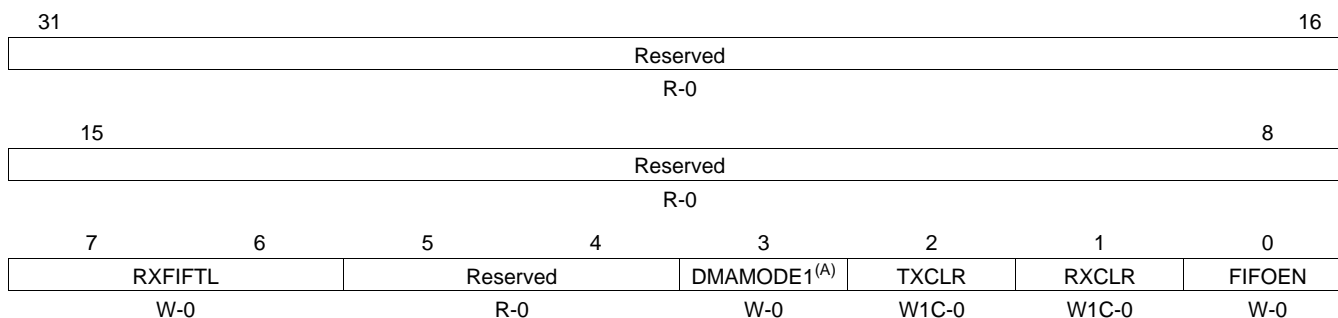 31 16
Reserved
R-0
15 8
Reserved
R-0
7 6 5 4 3 2 1 0
RXFIFTL Reserved DMAMODE1(A) TXCLR RXCLR FIFOEN
W-0 R-0 W-0 W1C-0 W1C-0 W-0